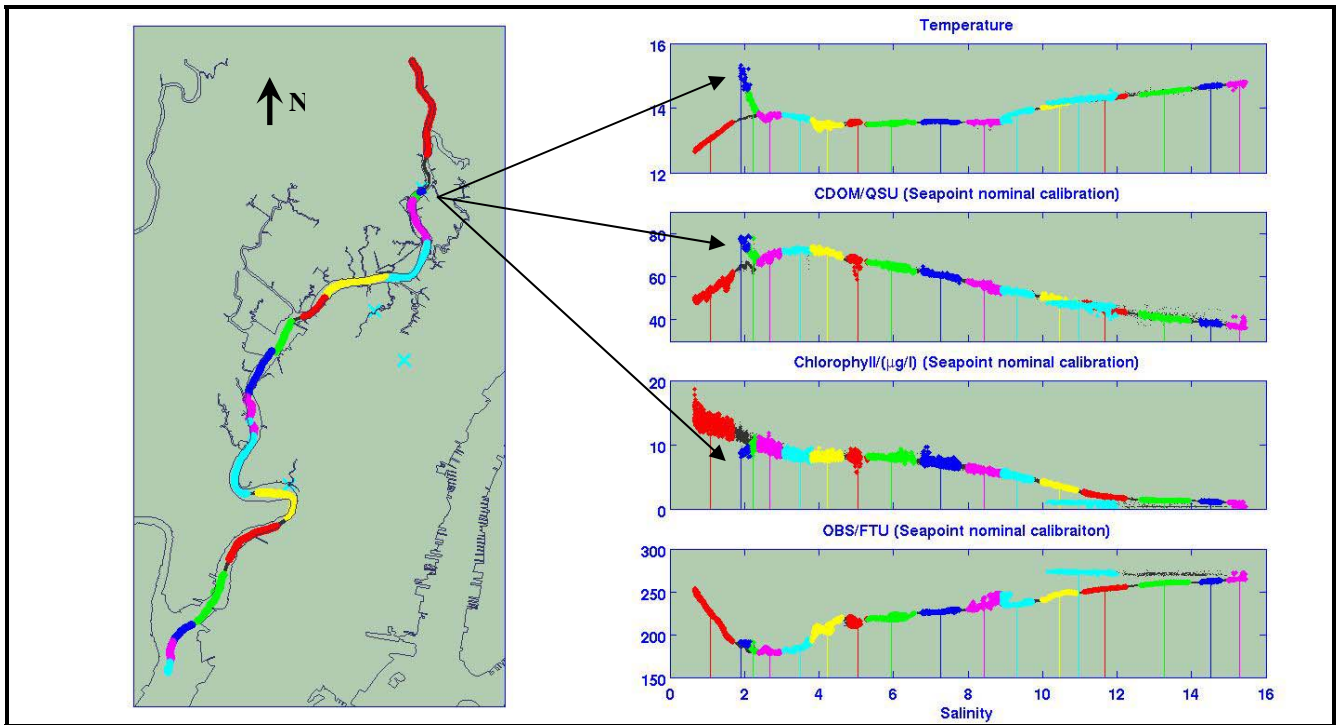 N
Temperature
16
14
12
CDOM/QSU (Seapoint nominal calibration)
80
60
40
Chlorophyll/(μg/l) (Seapoint nominal calibration)
20
10
0
OBS/FTU (Seapoint nominal calibraiton)
300
250
200
150
0 2 4 6 8 10 12 14 16
Salinity